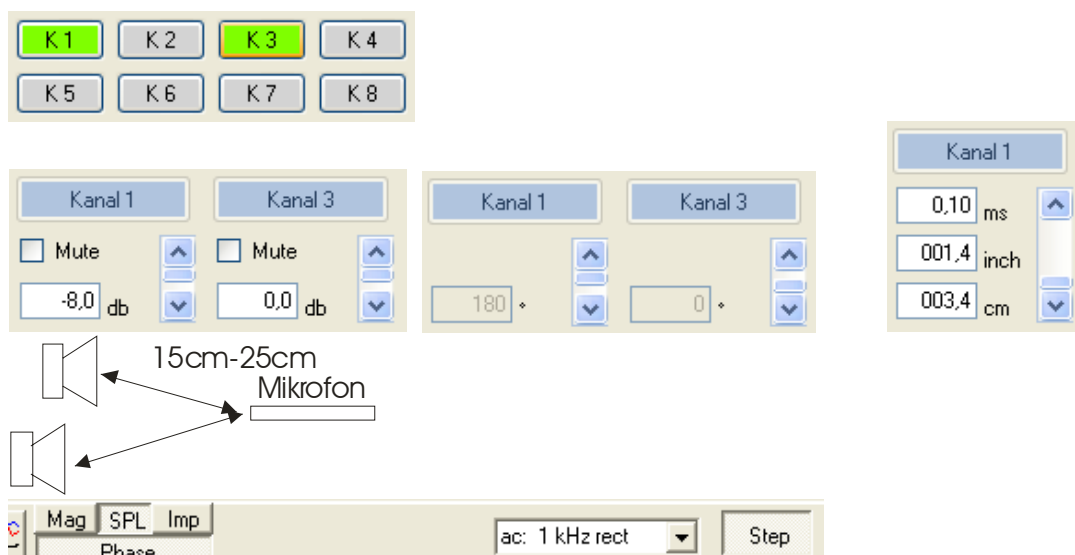 K 1 K 2 K 3 K 4
K 5 K 6 K 7 K 8
Kanal 1
0,10 ms
001,4 inch
003,4 cm
Kanal 1 Kanal 3
Mute Mute
-8,0 db 0,0 db
Kanal 1 Kanal 3
180 ° 0 °
15cm-25cm
Mikrofon
Mag SPL Imp
Phase
ac: 1 kHz rect Step